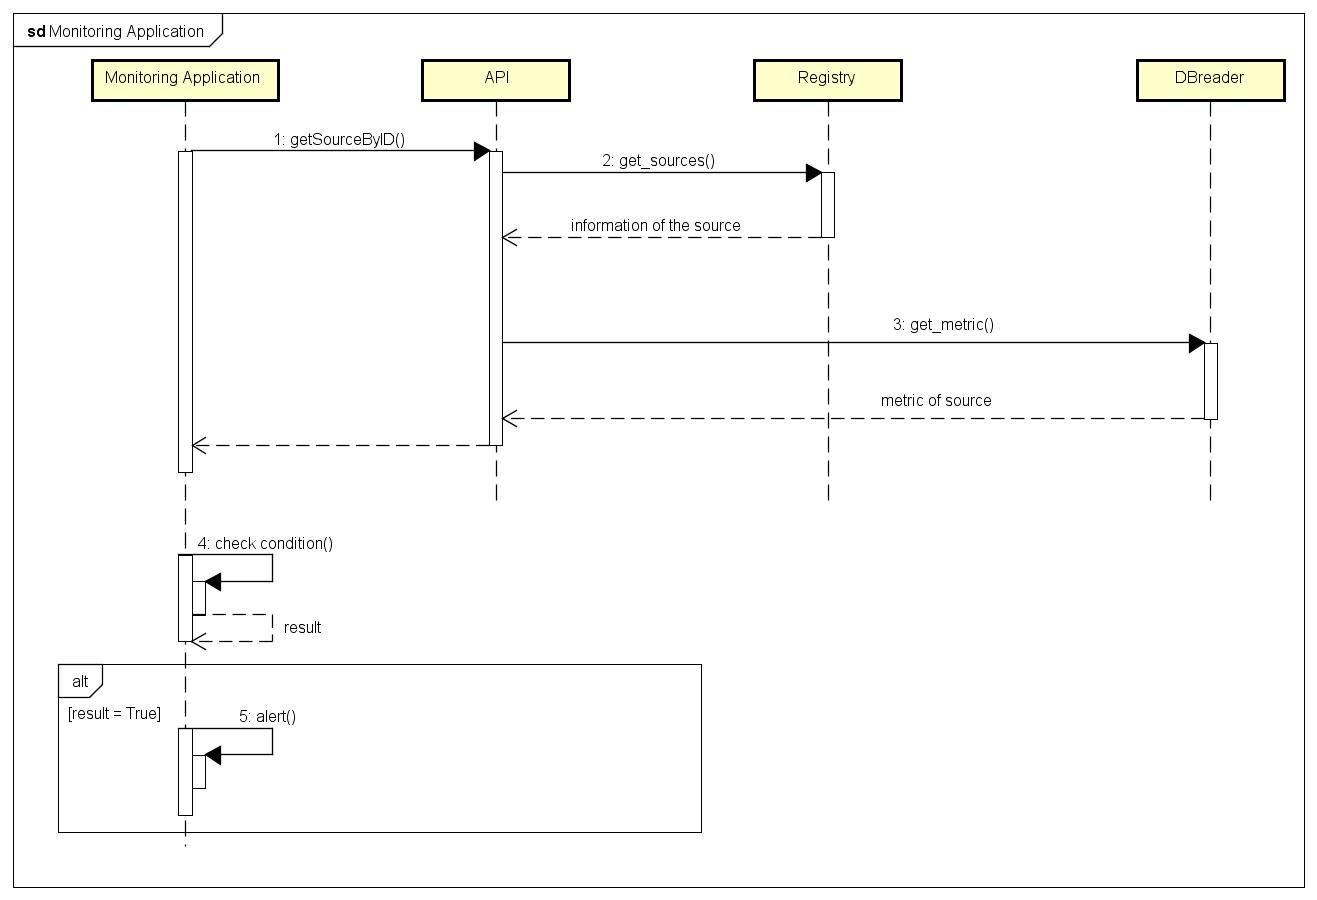 sd Monitoring Application
Monitoring Application
API
Registry
DBreader
1: getSourceByID()
2: get_sources()
information of the source
3: get_metric()
metric of source
4: check condition()
result
alt
[result = True]
5: alert()